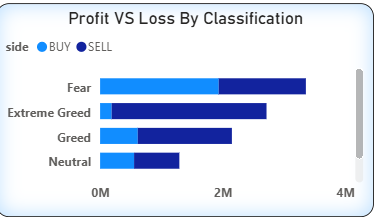 Profit VS Loss By Classification
side BUY SELL
Fear
Extreme Greed
Greed
Neutral
0M 2M 4M